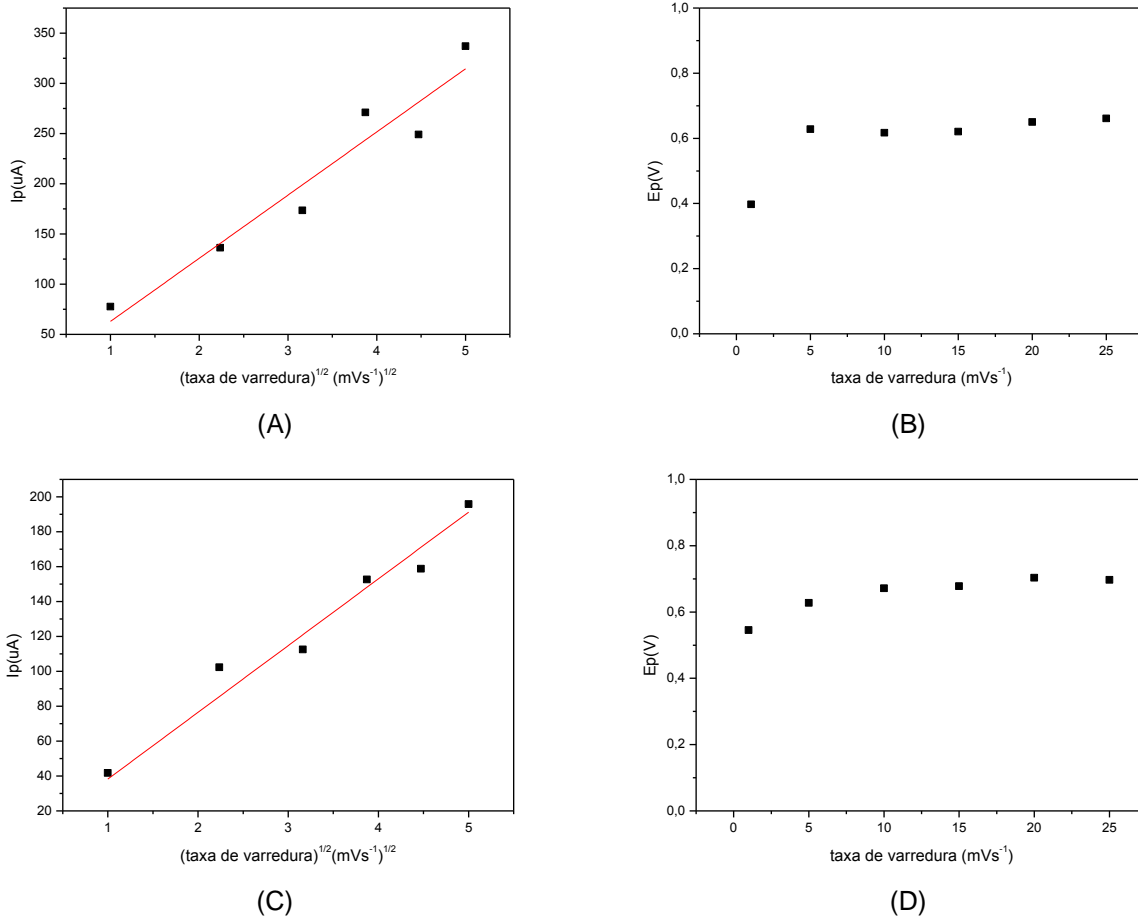 350
300
250
200
150
100
50
Ip(uA)
1 2 3 4 5
(taxa de varredura)^{1/2} (mVs^{-1})^{1/2}
(A)
1,0
0,8
0,6
0,4
0,2
0,0
Ep(V)
0 5 10 15 20 25
taxa de varredura (mVs^{-1})
(B)
200
180
160
140
120
100
80
60
40
20
Ip(uA)
1 2 3 4 5
(taxa de varredura)^{1/2}(mVs^{-1})^{1/2}
(C)
1,0
0,8
0,6
0,4
0,2
0,0
Ep(V)
0 5 10 15 20 25
taxa de varredura (mVs^{-1})
(D)